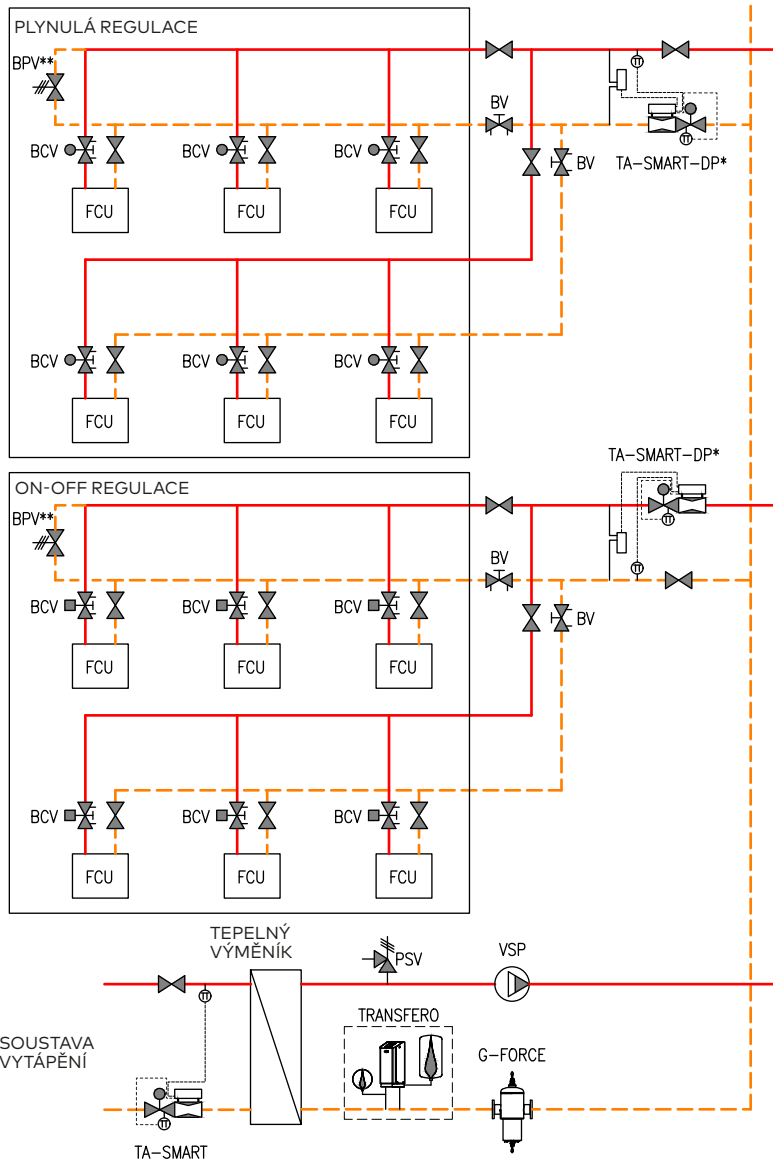 PLYNULÁ REGULACE
BPV**
BV
BCV
BCV
BCV
BV
TA-SMART-DP*
FCU
FCU
FCU
BCV
BCV
BCV
FCU
FCU
FCU
TA-SMART-DP*
ON-OFF REGULACE
BPV**
BV
BCV
BCV
BCV
BV
FCU
FCU
FCU
BCV
BCV
BCV
FCU
FCU
FCU
TEPELNÝ
VÝMĚNÍK
PSV
VSP
TRANSFERO
SOUSTAVA
VYTÁPĚNÍ
G-FORCE
TA-SMART